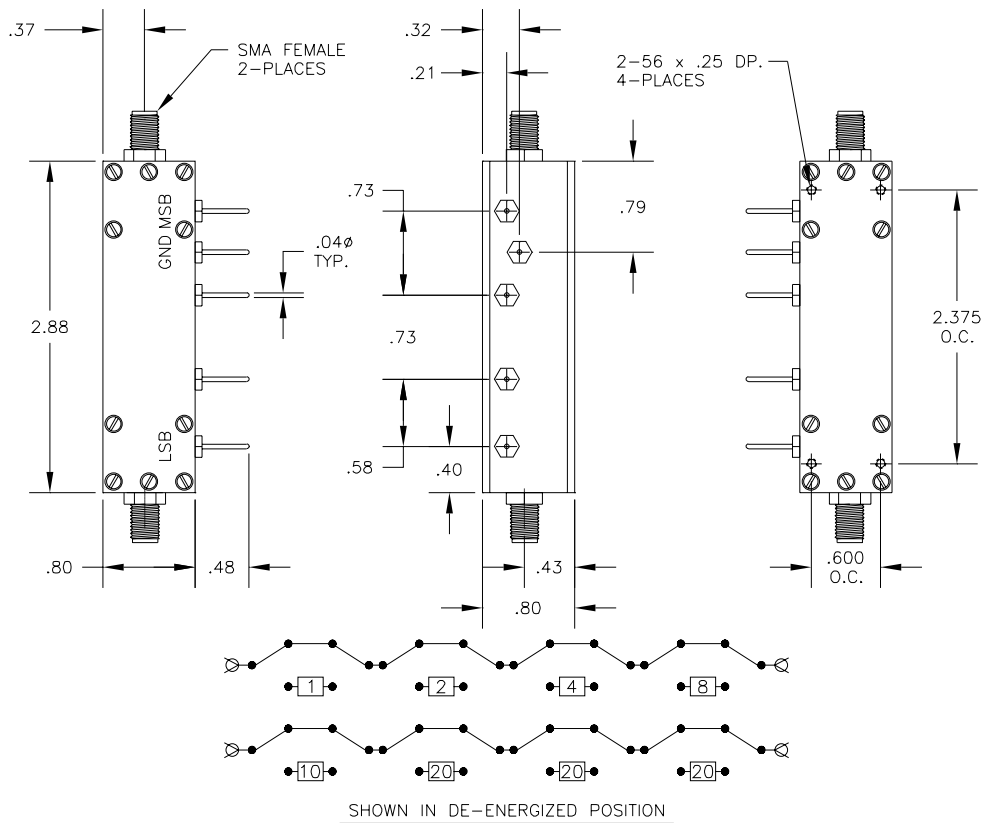 .37
SMA FEMALE
2-PLACES
.32
.21
2-56 x .25 DP.
4-PLACES
GND MSB
.04ø
TYP.
2.88
LSB
.80
.48
.73
.79
.73
.58
.40
.43
.80
2.375
O.C.
.600
O.C.
1
2
4
8
10
20
20
20
SHOWN IN DE-ENERGIZED POSITION